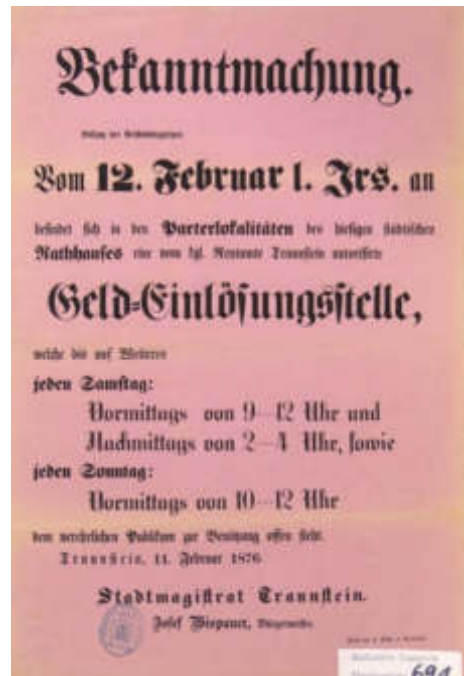 Bekanntmachung.
Vom 12. Februar l. Jrs. an
befindet sich in den Parterlokalitäten des hiesigen städtischen
Rathhauses eine vom kgl. Rentamte Traunstein autorisirte
Geld-Einlösungsstelle,
welche bis auf Weiteres
jeden Samstag:
Vormittags von 9–12 Uhr und
Nachmittags von 2–4 Uhr, sowie
jeden Sonntag:
Vormittags von 10–12 Uhr
dem verehrlichen Publikum zur Benützung offen steht.
Traunstein, 11. Februar 1876.
Stadtmagistrat Traunstein.
Josef Wispauer, Bürgermeister.
691